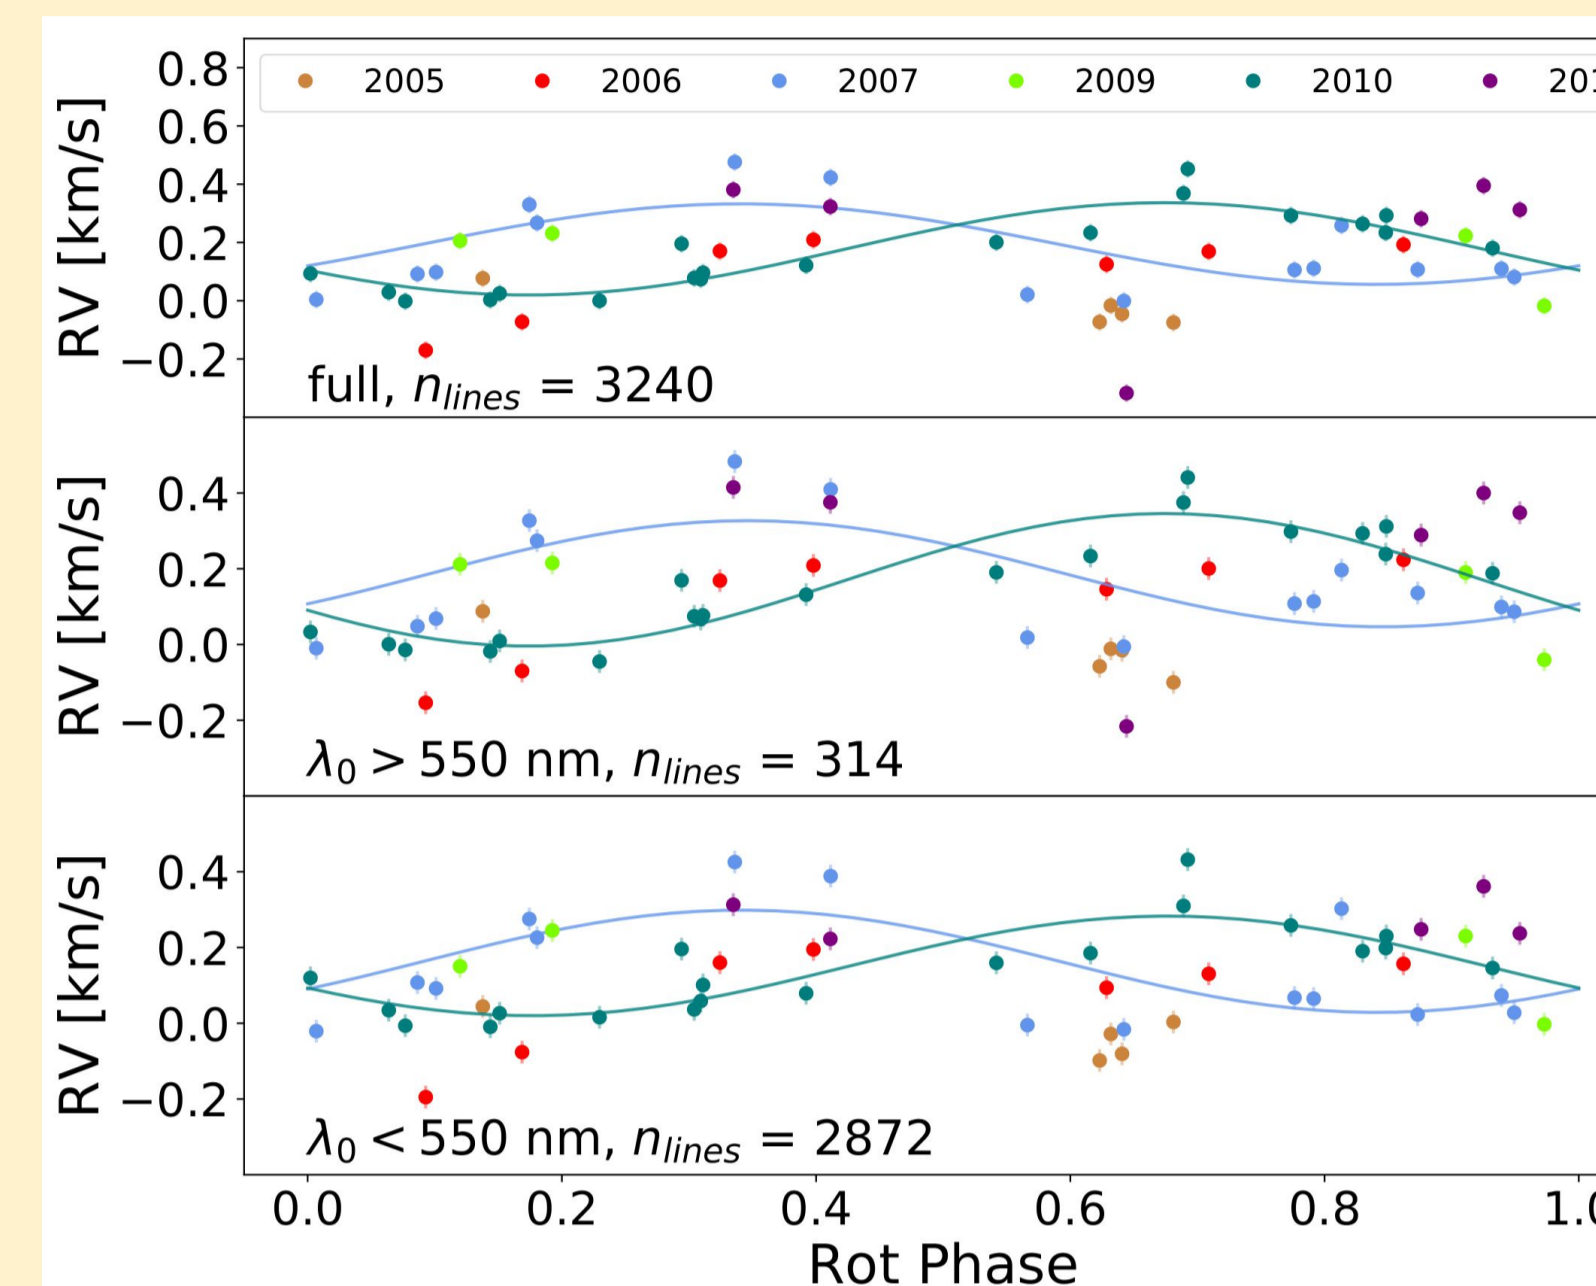 2005 2006 2007 2009 2010
RV [km/s]
0.8
0.6
0.4
0.2
0.0
−0.2
full, n_lines = 3240
RV [km/s]
0.4
0.2
0.0
−0.2
λ₀ > 550 nm, n_lines = 314
RV [km/s]
0.4
0.2
0.0
−0.2
λ₀ < 550 nm, n_lines = 2872
0.0 0.2 0.4 0.6 0.8
Rot Phase